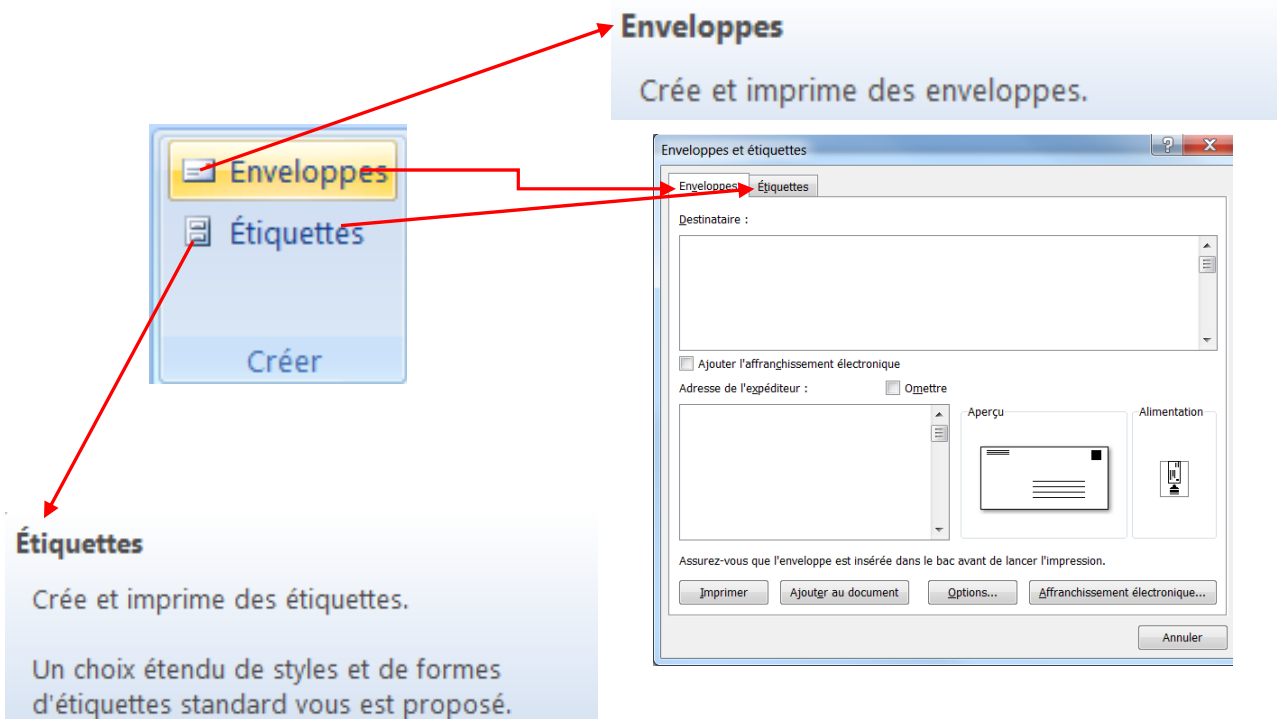 Enveloppes
Crée et imprime des enveloppes.
Enveloppes
Étiquettes
Créer
Étiquettes
Crée et imprime des étiquettes.
Un choix étendu de styles et de formes
d'étiquettes standard vous est proposé.
Enveloppes et étiquettes
Enveloppes
Étiquettes
Destinataire :
Ajouter l'affranchissement électronique
Adresse de l'expéditeur :
Omettre
Aperçu
Alimentation
Assurez-vous que l'enveloppe est insérée dans le bac avant de lancer l'impression.
Imprimer
Ajouter au document
Options...
Affranchissement électronique...
Annuler